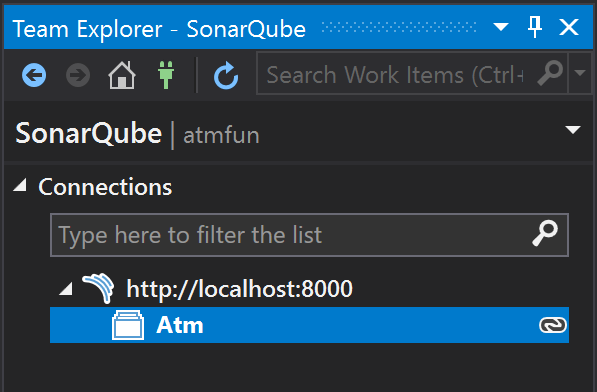 Team Explorer - SonarQube
Search Work Items (Ctrl+
SonarQube | atmfun
Connections
Type here to filter the list
http://localhost:8000
Atm